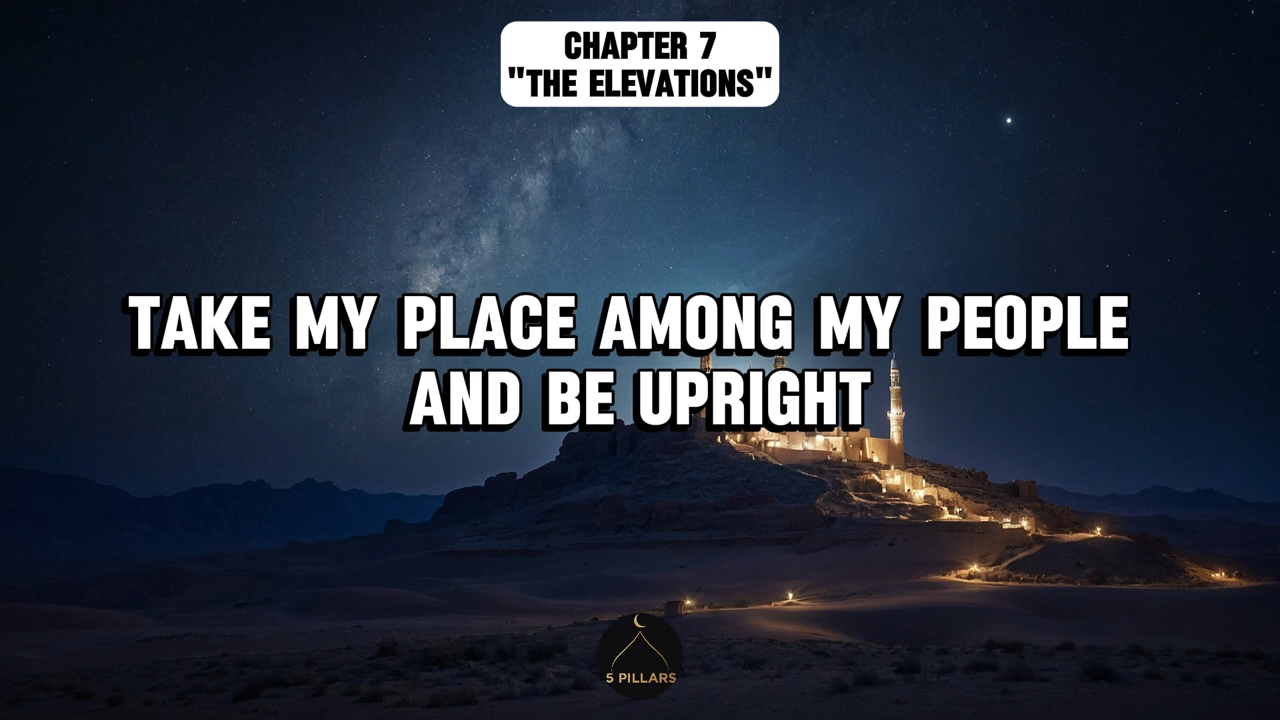 CHAPTER 7
"THE ELEVATIONS"
TAKE MY PLACE AMONG MY PEOPLE
AND BE UPRIGHT
5 PILLARS